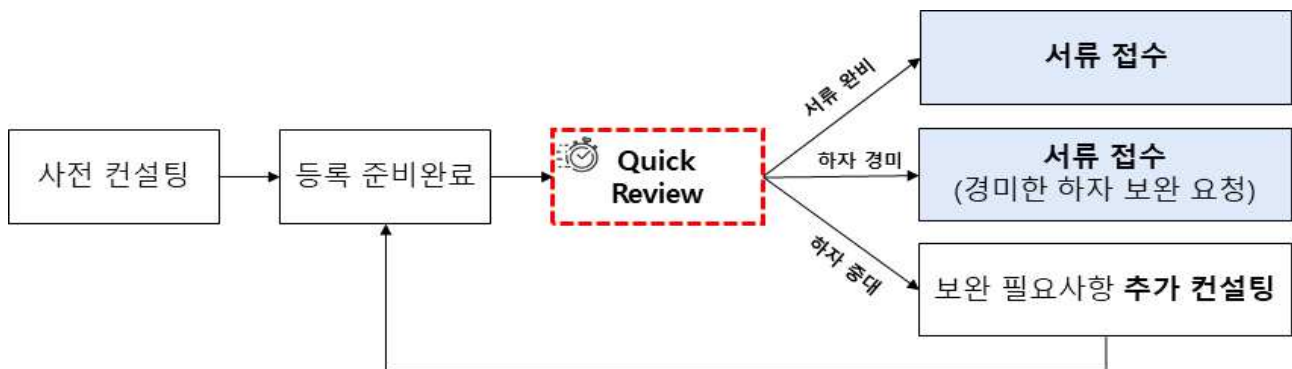 서류 접수
서류 완비
사전 컨설팅
등록 준비완료
Quick
Review
하자 경미
서류 접수
(경미한 하자 보완 요청)
하자 중대
보완 필요사항 추가 컨설팅